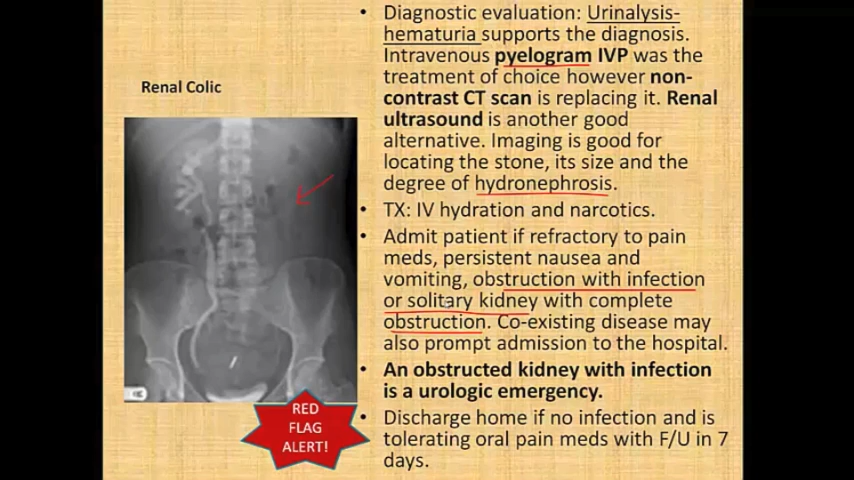 Renal Colic
• Diagnostic evaluation: Urinalysis-
hematuria supports the diagnosis.
Intravenous pyelogram IVP was the
treatment of choice however non-
contrast CT scan is replacing it. Renal
ultrasound is another good
alternative. Imaging is good for
locating the stone, its size and the
degree of hydronephrosis.
• TX: IV hydration and narcotics.
• Admit patient if refractory to pain
meds, persistent nausea and
vomiting, obstruction with infection
or solitary kidney with complete
obstruction. Co-existing disease may
also prompt admission to the hospital.
• An obstructed kidney with infection
is a urologic emergency.
• Discharge home if no infection and is
tolerating oral pain meds with F/U in 7
days.
RED
FLAG
ALERT!